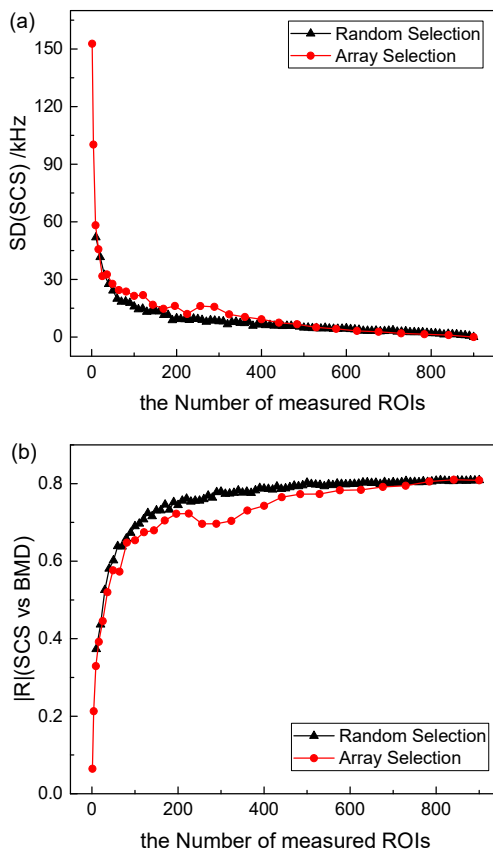 (a)
Random Selection
Array Selection
150
120
90
60
30
0
SD(SCS) /kHz
0 200 400 600 800
the Number of measured ROIs
(b)
0.8
0.6
0.4
0.2
0.0
|R|(SCS vs BMD)
Random Selection
Array Selection
0 200 400 600 800
the Number of measured ROIs